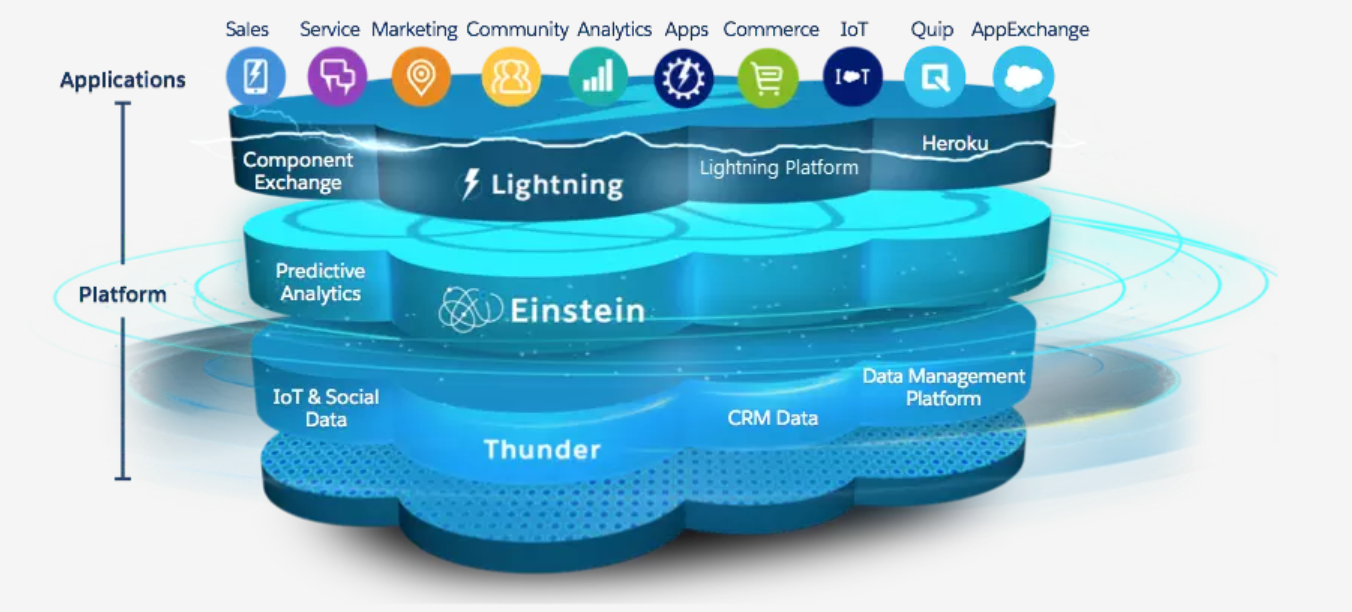 Sales Service Marketing Community Analytics Apps Commerce IoT Quip AppExchange
Applications
IoT
Component
Exchange
Lightning
Lightning Platform
Heroku
Platform
Predictive
Analytics
Einstein
IoT & Social
Data
Thunder
CRM Data
Data Management
Platform